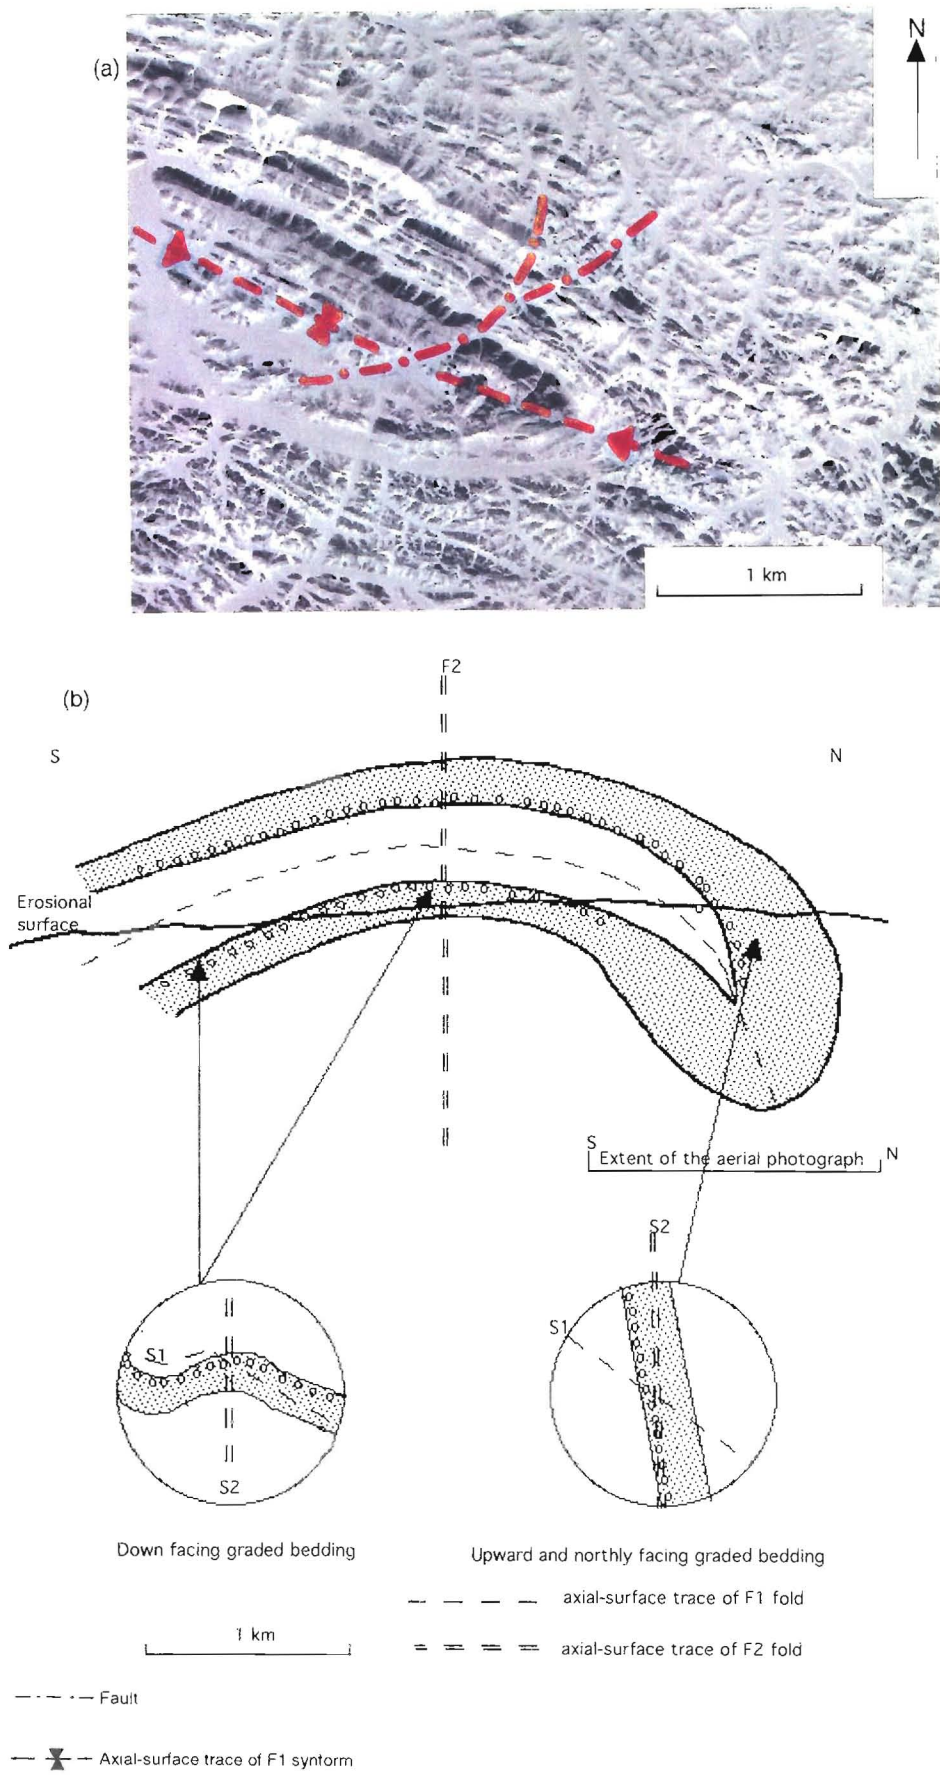 (a)
N
1 km
(b)
F2
S
N
Erosional
surface
S
Extent of the aerial photograph
N
S2
S1
S1
S2
Down facing graded bedding
Upward and northly facing graded bedding
axial-surface trace of F1 fold
1 km
axial-surface trace of F2 fold
Fault
Axial-surface trace of F1 syntorm